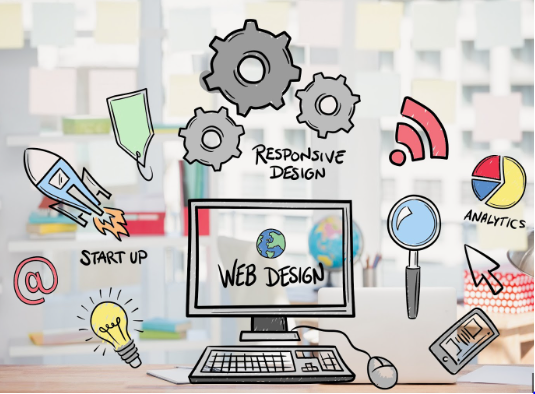 RESPONSIVE
DESIGN
ANALYTICS
START UP
WEB DESIGN
@